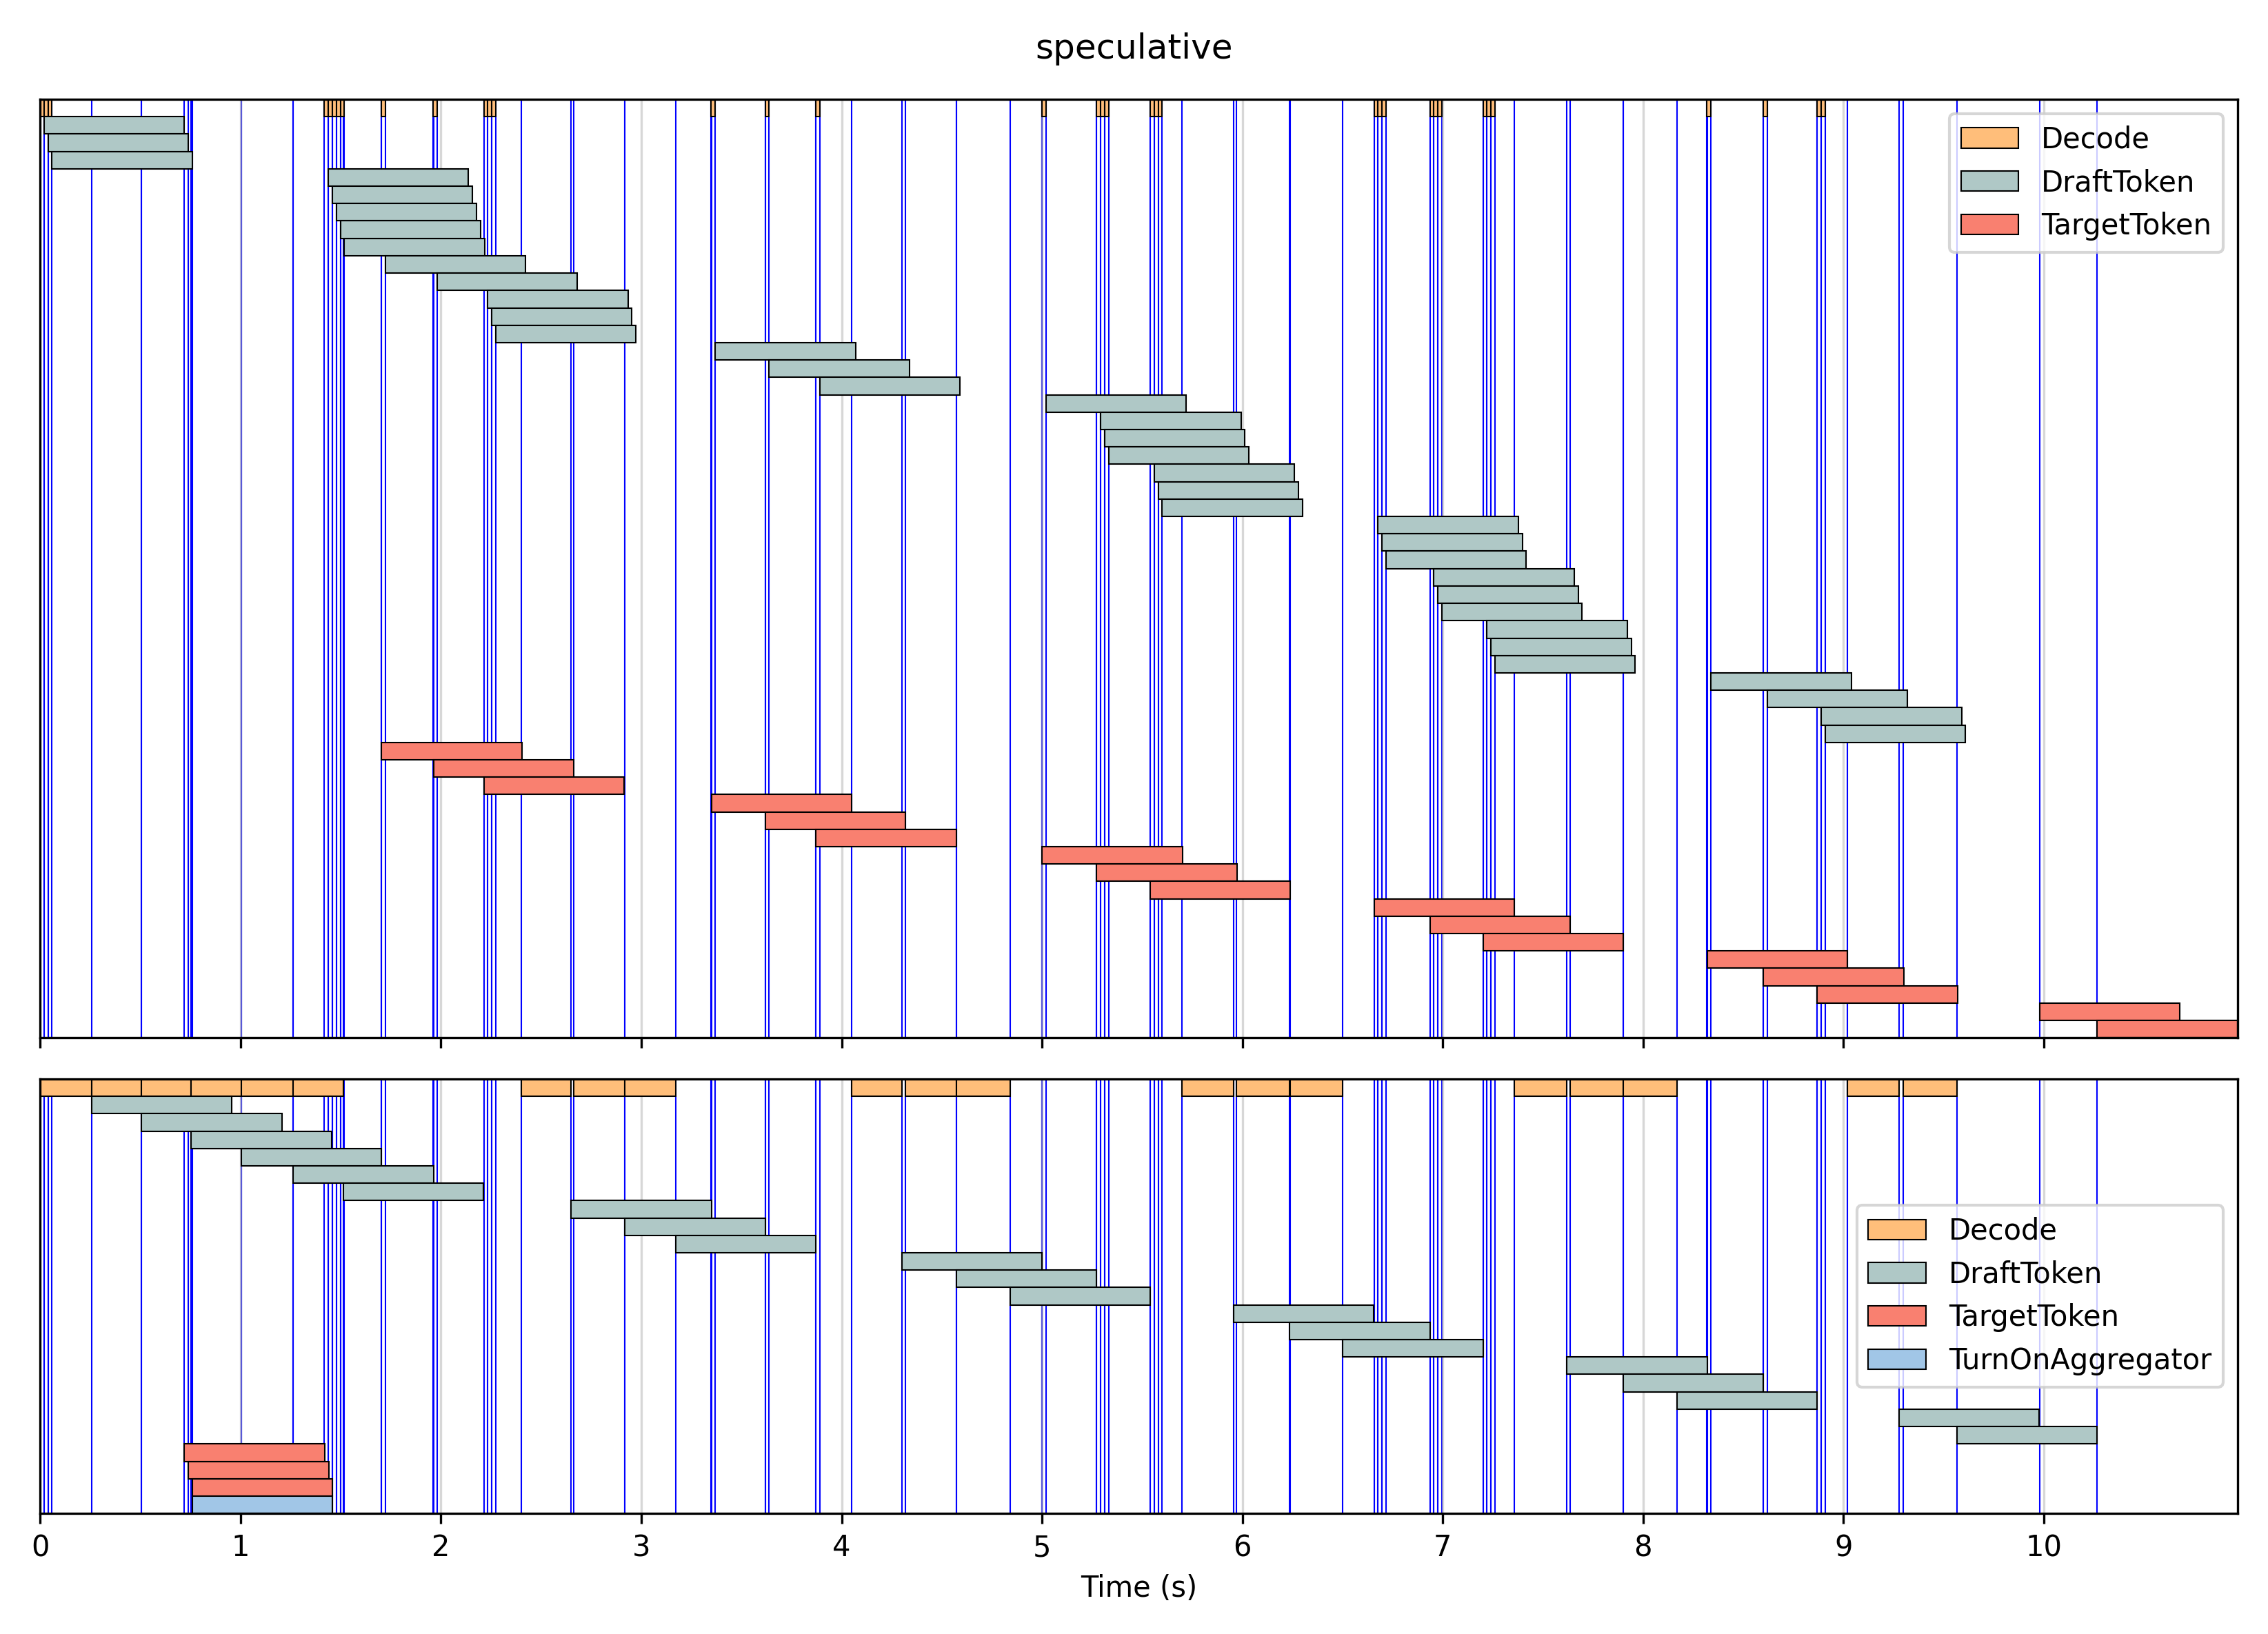 speculative
Decode
DraftToken
TargetToken
Decode
DraftToken
TargetToken
TurnOnAggregator
0 1 2 3 4 5 6 7 8 9 10
Time (s)